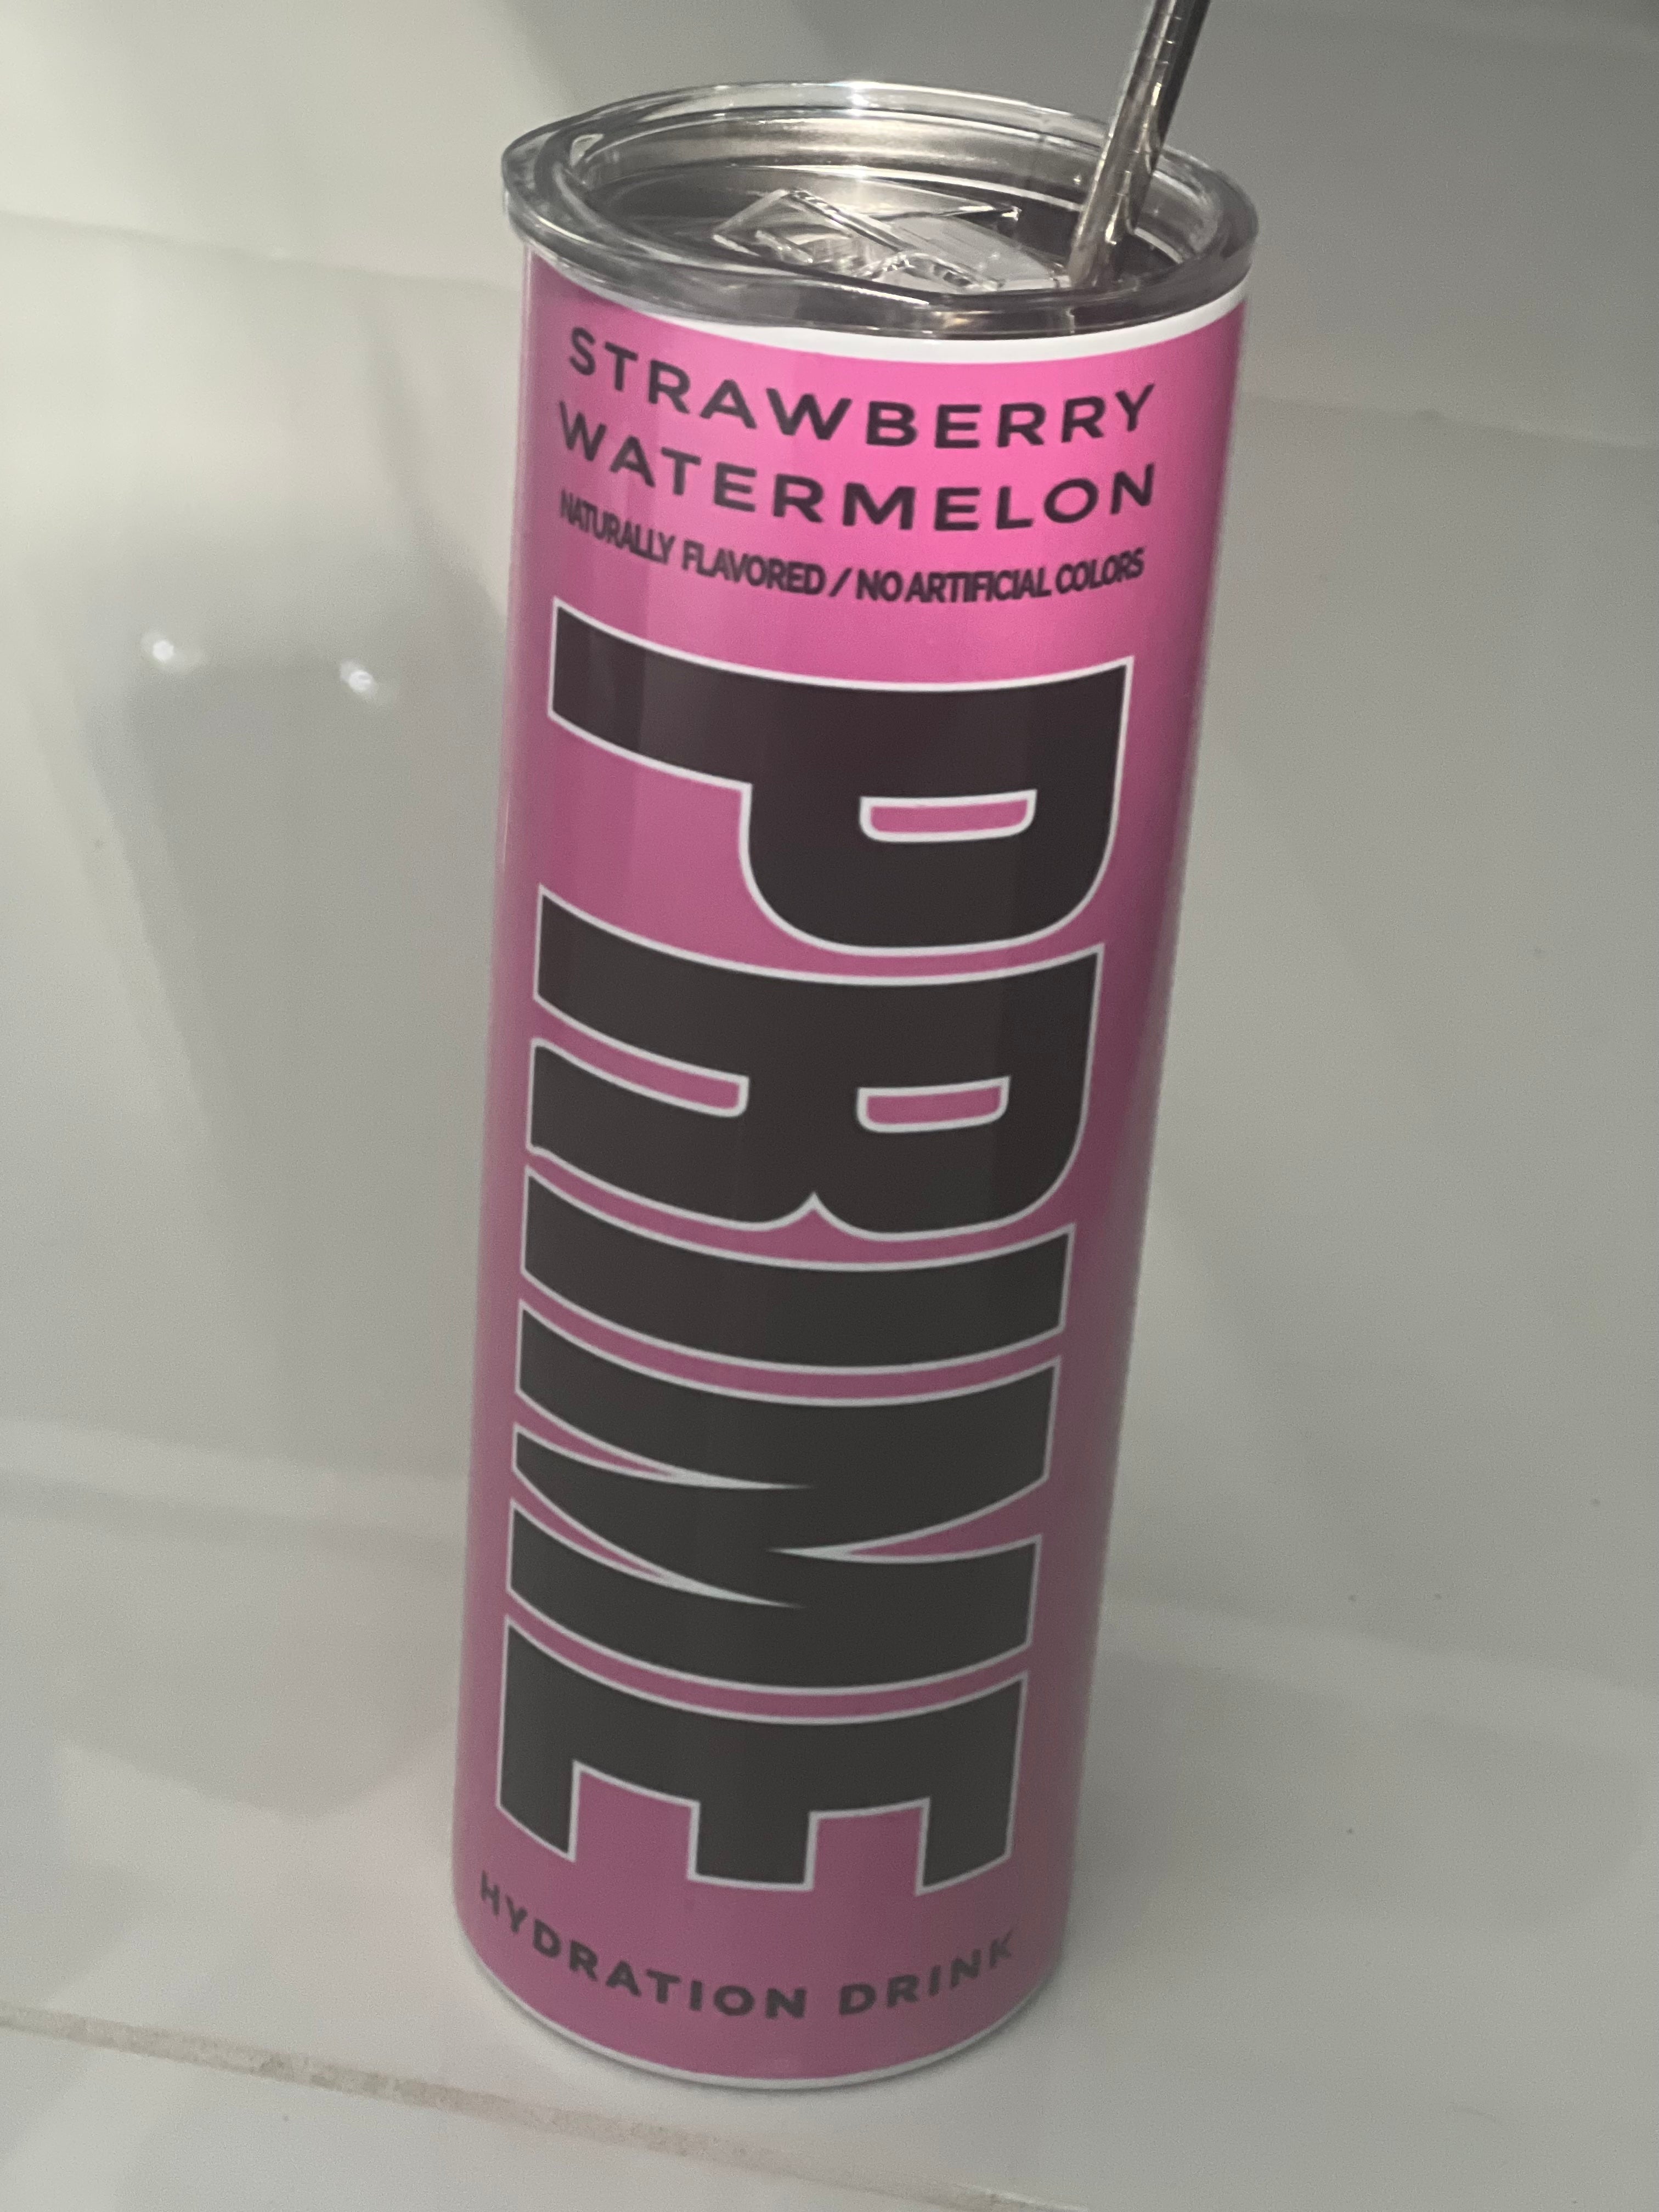 STRAWBERRY
WATERMELON
NATURALLY FLAVORED / NO ARTIFICIAL COLORS
PRIME
HYDRATION DRINK